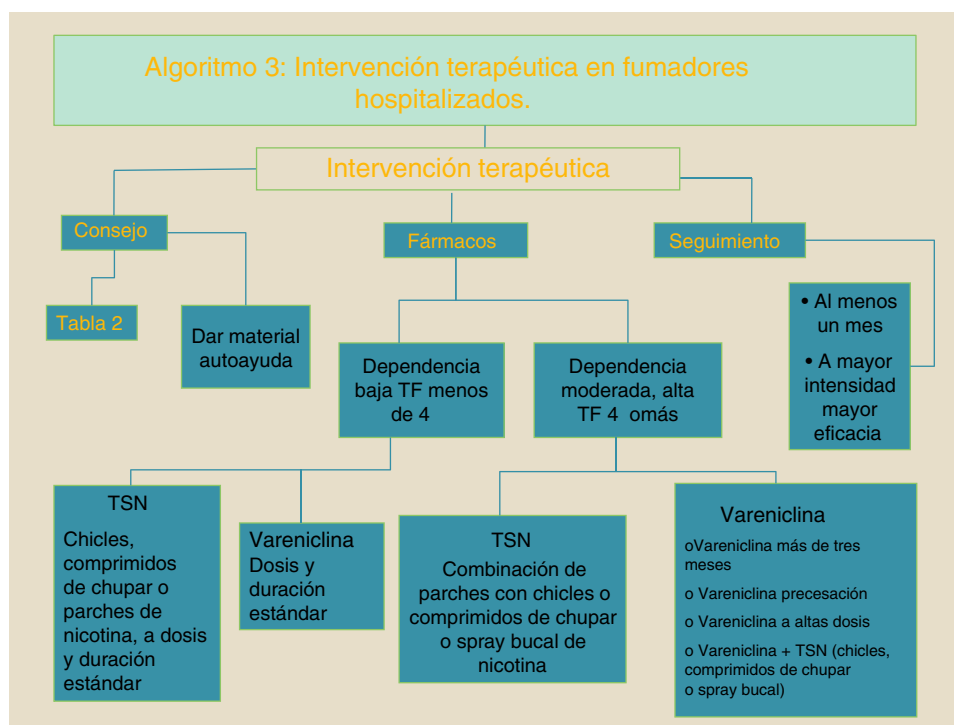 Algoritmo 3: Intervención terapéutica en fumadores
hospitalizados.
Intervención terapéutica
Consejo
Fármacos
Seguimiento
Tabla 2
Dar material
autoayuda
• Al menos
un mes
• A mayor
intensidad
mayor
eficacia
Dependencia
baja TF menos
de 4
Dependencia
moderada, alta
TF 4 omás
TSN
Chicles,
comprimidos
de chupar o
parches de
nicotina, a dosis
y duración
estándar
Vareniclina
Dosis y
duración
estándar
TSN
Combinación de
parches con chicles o
comprimidos de chupar
o spray bucal de
nicotina
Vareniclina
oVareniclina más de tres
meses
o Vareniclina precesación
o Vareniclina a altas dosis
o Vareniclina + TSN (chicles,
comprimidos de chupar
o spray bucal)